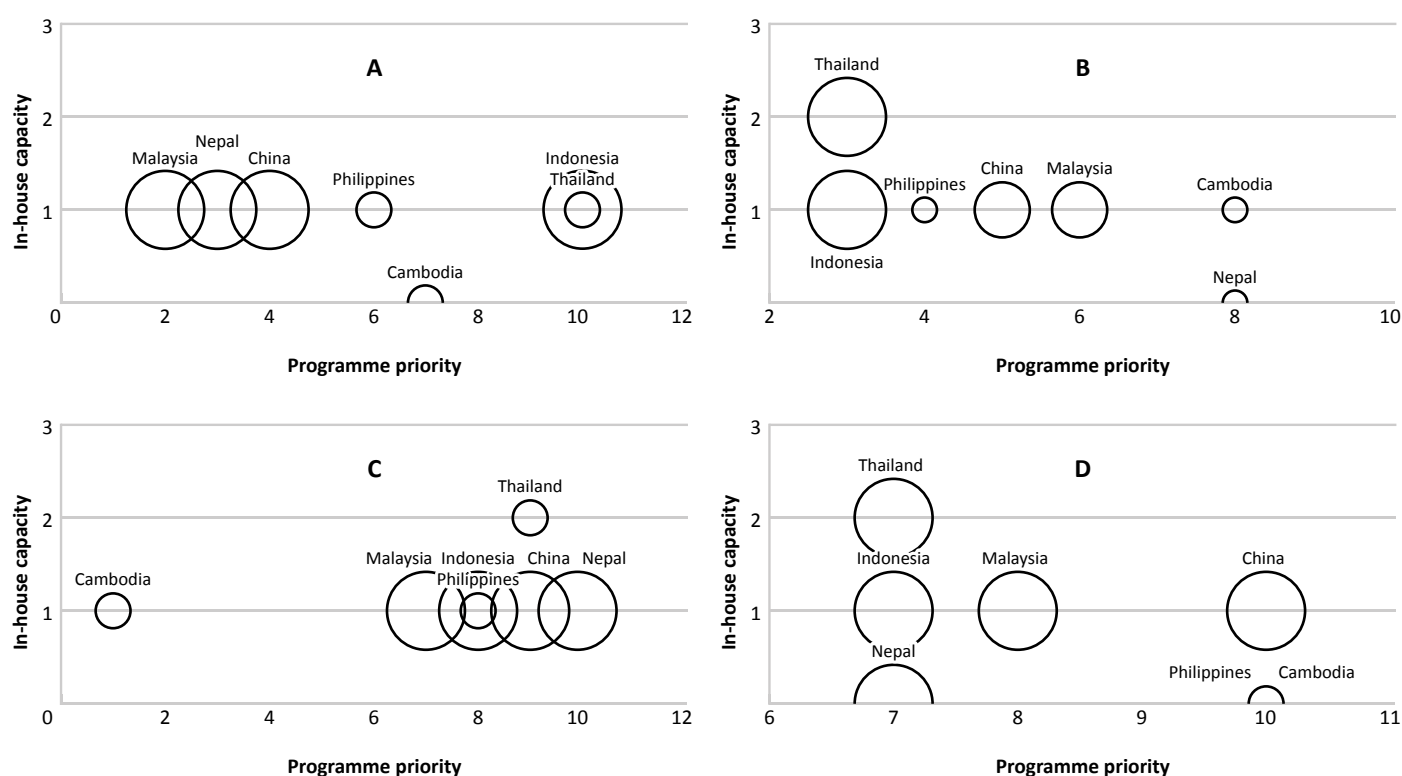 A
3
2
1
0
In-house capacity
Nepal
Malaysia
China
Philippines
Indonesia
Thailand
Cambodia
2 4 6 8 10 12
Programme priority
B
3
2
1
In-house capacity
Thailand
Indonesia
Philippines
China
Malaysia
Cambodia
Nepal
2 4 6 8 10
Programme priority
C
3
2
1
0
In-house capacity
Thailand
Cambodia
Malaysia
Indonesia
China
Nepal
Philippines
2 4 6 8 10 12
Programme priority
D
3
2
1
In-house capacity
Thailand
Indonesia
Malaysia
China
Nepal
Philippines
Cambodia
6 7 8 9 10 11
Programme priority